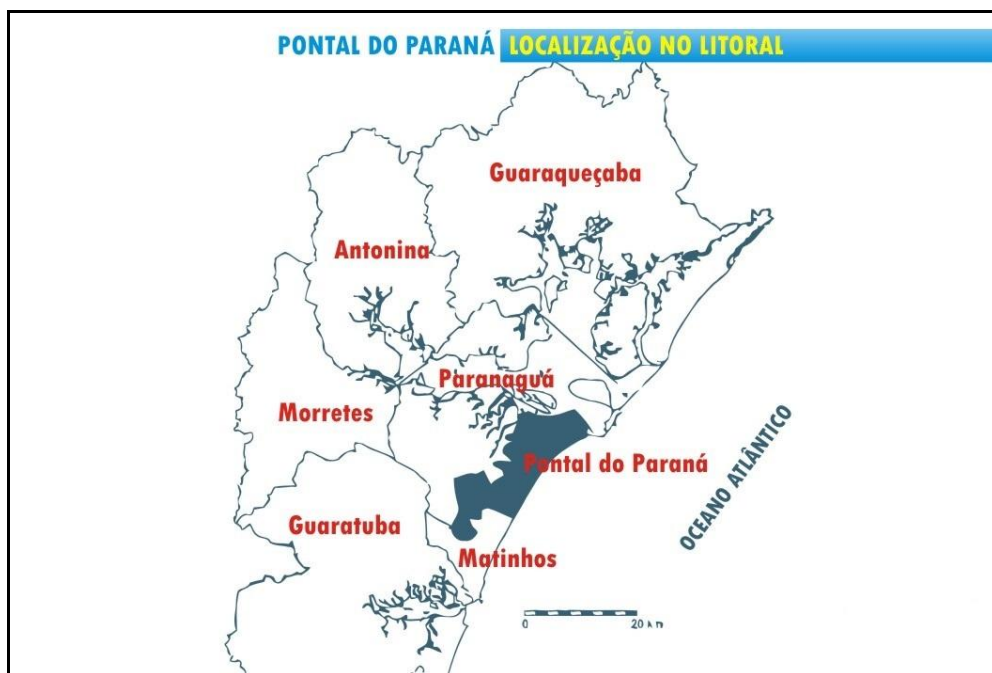 PONTAL DO PARANÁ LOCALIZAÇÃO NO LITORAL
Guaraqueçaba
Antonina
Paranaguá
Morretes
Pontal do Paraná
OCEANO ATLÂNTICO
Guaratuba
Matinhos
0 20 km